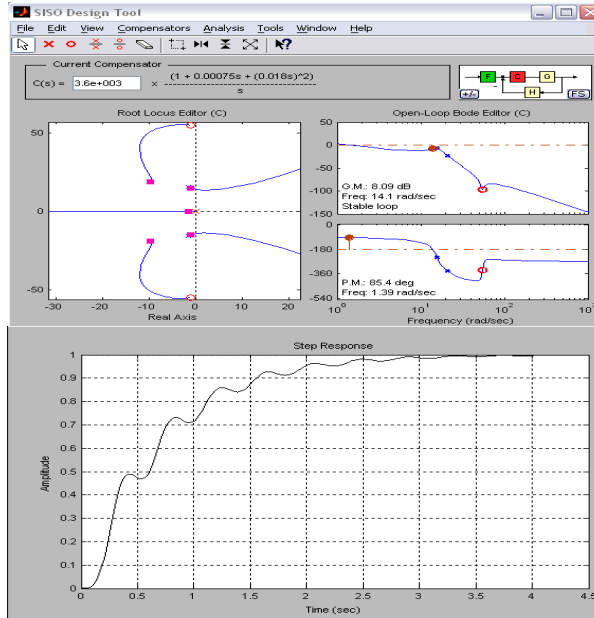 SISO Design Tool
File Edit View Compensators Analysis Tools Window Help
Current Compensator
C(s) = 3.6e+003 × (1 + 0.00075s + (0.018s)^2)
s
F C G
H
+/- FS
Root Locus Editor (C)
50
0
-50
-30 -20 -10 0 10 20
Real Axis
Open-Loop Bode Editor (C)
50
0
-50
-100
-150
G.M.: 8.09 dB
Freq: 14.1 rad/sec
Stable loop
0
-180
-360
-540
P.M.: 85.4 deg
Freq: 1.39 rad/sec
10^0 10^1 10^2 10^3
Frequency (rad/sec)
Step Response
1
0.9
0.8
0.7
0.6
0.5
0.4
0.3
0.2
0.1
0
Amplitude
0 0.5 1 1.5 2 2.5 3 3.5 4 4.5
Time (sec)